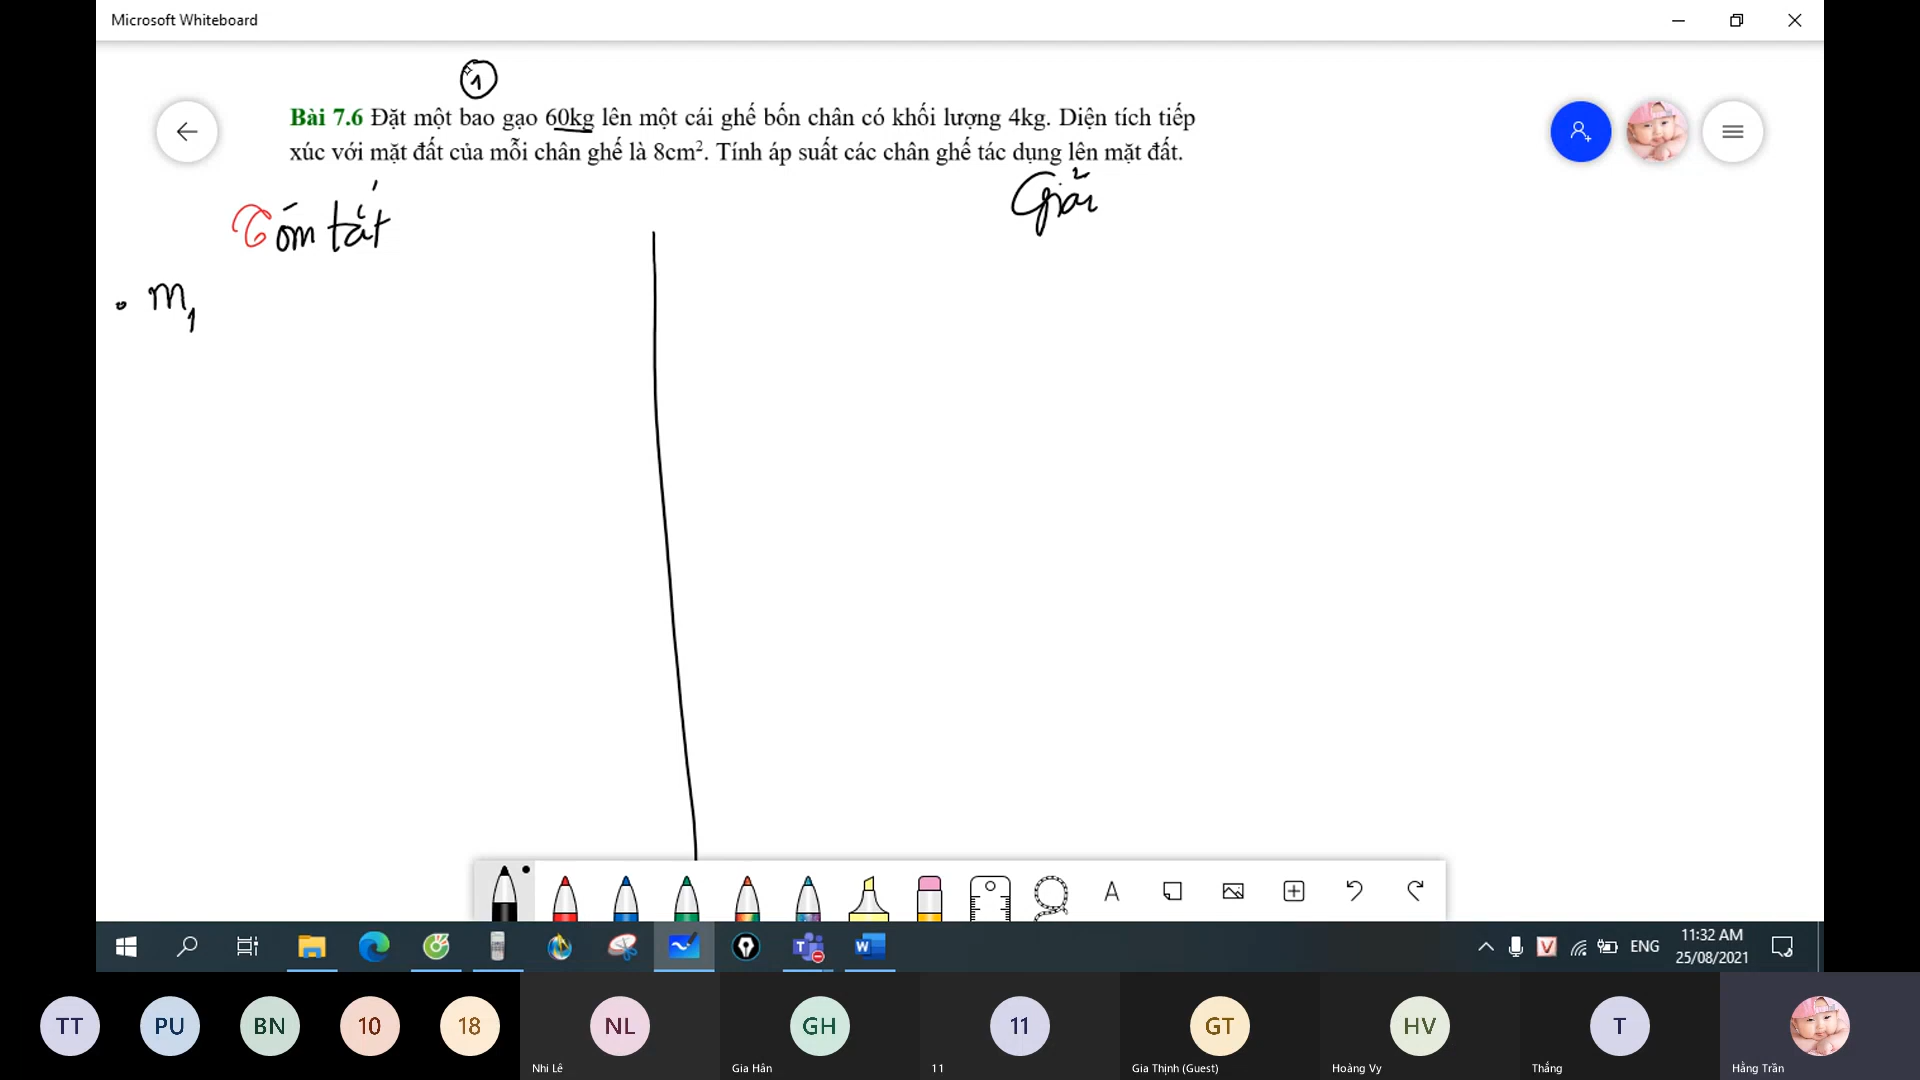 Microsoft Whiteboard
1
Bài 7.6 Đặt một bao gạo 60kg lên một cái ghế bốn chân có khối lượng 4kg. Diện tích tiếp
xúc với mặt đất của mỗi chân ghế là 8cm². Tính áp suất các chân ghế tác dụng lên mặt đất.
Giải
Tóm tắt
m₁
A
ENG
11:32 AM
25/08/2021
TT
PU
BN
10
18
NL
GH
11
GT
HV
T
Nhi Lê
Gia Hân
11
Gia Thịnh (Guest)
Hoàng Vy
Thắng
Hằng Trần